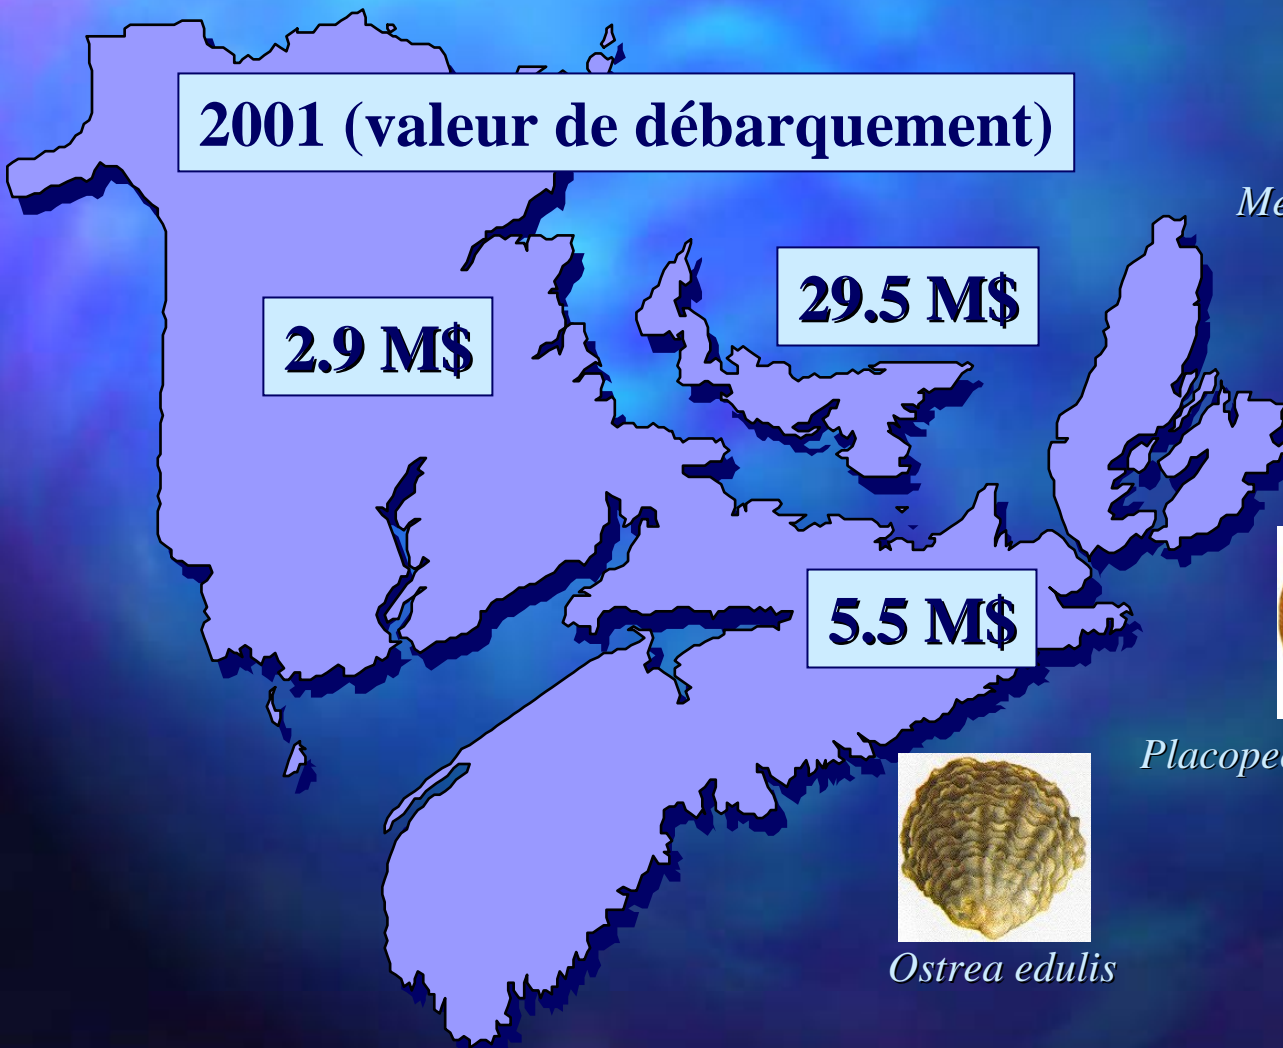 2001 (valeur de débarquement)
29.5 M$
2.9 M$
5.5 M$
Ostrea edulis